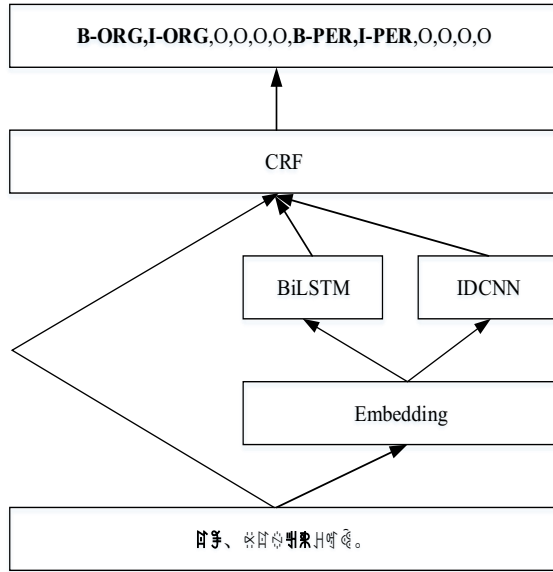 B-ORG,I-ORG,O,O,O,O,B-PER,I-PER,O,O,O,O
CRF
BiLSTM
IDCNN
Embedding